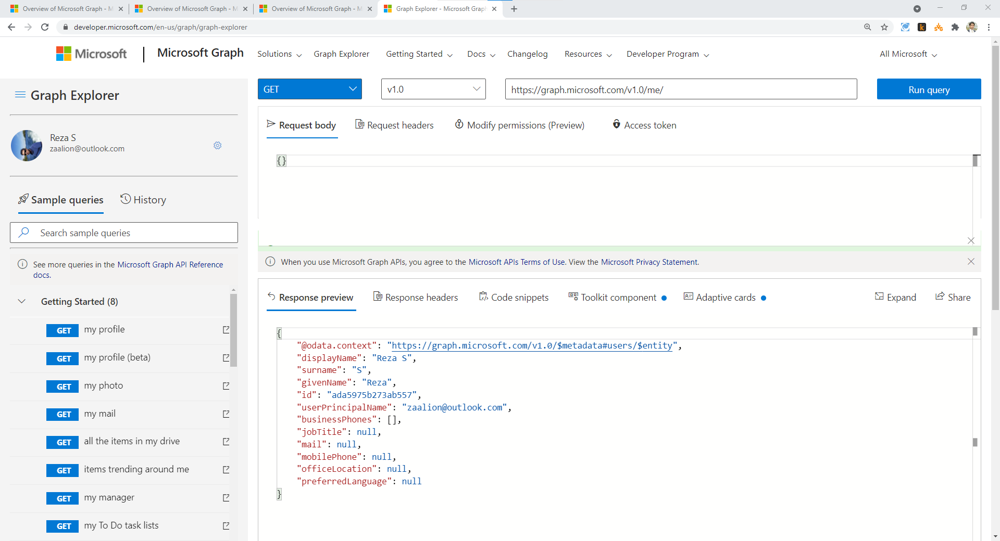 Overview of Microsoft Graph - M
Overview of Microsoft Graph - M
Overview of Microsoft Graph - M
Graph Explorer - Microsoft Graph
developer.microsoft.com/en-us/graph/graph-explorer
Microsoft
Microsoft Graph
Solutions
Graph Explorer
Getting Started
Docs
Changelog
Resources
Developer Program
All Microsoft
Graph Explorer
Reza S
zaalion@outlook.com
Sample queries
History
Search sample queries
See more queries in the Microsoft Graph API Reference
docs.
Getting Started (8)
GET my profile
GET my profile (beta)
GET my photo
GET my mail
GET all the items in my drive
GET items trending around me
GET my manager
GET my To Do task lists
GET
v1.0
https://graph.microsoft.com/v1.0/me/
Run query
Request body
Request headers
Modify permissions (Preview)
Access token
{}
When you use Microsoft Graph APIs, you agree to the Microsoft APIs Terms of Use. View the Microsoft Privacy Statement.
Response preview
Response headers
Code snippets
Toolkit component
Adaptive cards
Expand
Share
{
"@odata.context": "https://graph.microsoft.com/v1.0/$metadata#users/$entity",
"displayName": "Reza S",
"surname": "S",
"givenName": "Reza",
"id": "ada5975b273ab557",
"userPrincipalName": "zaalion@outlook.com",
"businessPhones": [],
"jobTitle": null,
"mail": null,
"mobilePhone": null,
"officeLocation": null,
"preferredLanguage": null
}